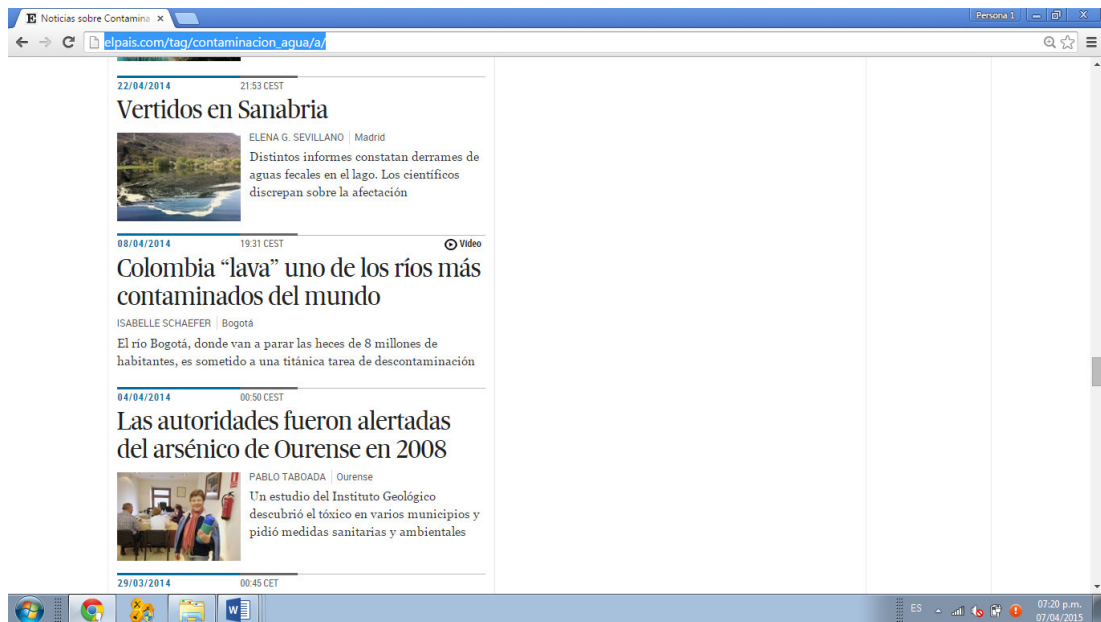 Noticias sobre Contamina
Persona 1
elpais.com/tag/contaminacion_agua/a/
22/04/2014 21:53 CEST
Vertidos en Sanabria
ELENA G. SEVILLANO | Madrid
Distintos informes constatan derrames de
aguas fecales en el lago. Los científicos
discrepan sobre la afectación
08/04/2014 19:31 CEST Vídeo
Colombia “lava” uno de los ríos más
contaminados del mundo
ISABELLE SCHAEFER | Bogotá
El río Bogotá, donde van a parar las heces de 8 millones de
habitantes, es sometido a una titánica tarea de descontaminación
04/04/2014 00:50 CEST
Las autoridades fueron alertadas
del arsénico de Ourense en 2008
PABLO TABOADA | Ourense
Un estudio del Instituto Geológico
descubrió el tóxico en varios municipios y
pidió medidas sanitarias y ambientales
29/03/2014 00:45 CET
ES
07:20 p.m.
07/04/2015